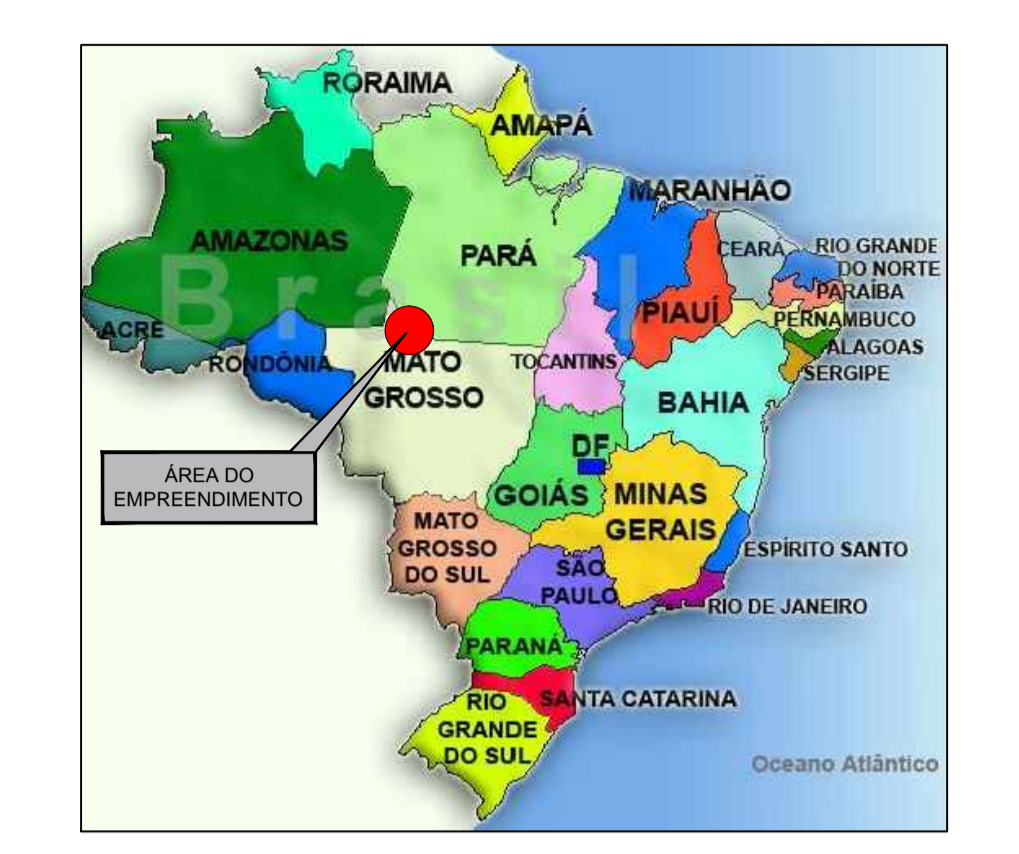 RORAIMA
AMAPÁ
MARANHÃO
AMAZONAS
PARÁ
CEARÁ
RIO GRANDE
DO NORTE
PARAÍBA
Brasil
PIAUÍ
PERNAMBUCO
ACRE
RONDÔNIA
MATO
GROSSO
TOCANTINS
ALAGOAS
SERGIPE
BAHIA
DF
ÁREA DO
EMPREENDIMENTO
GOIÁS
MINAS
GERAIS
MATO
GROSSO
DO SUL
ESPÍRITO SANTO
SÃO
PAULO
RIO DE JANEIRO
PARANÁ
SANTA CATARINA
RIO
GRANDE
DO SUL
Oceano Atlântico